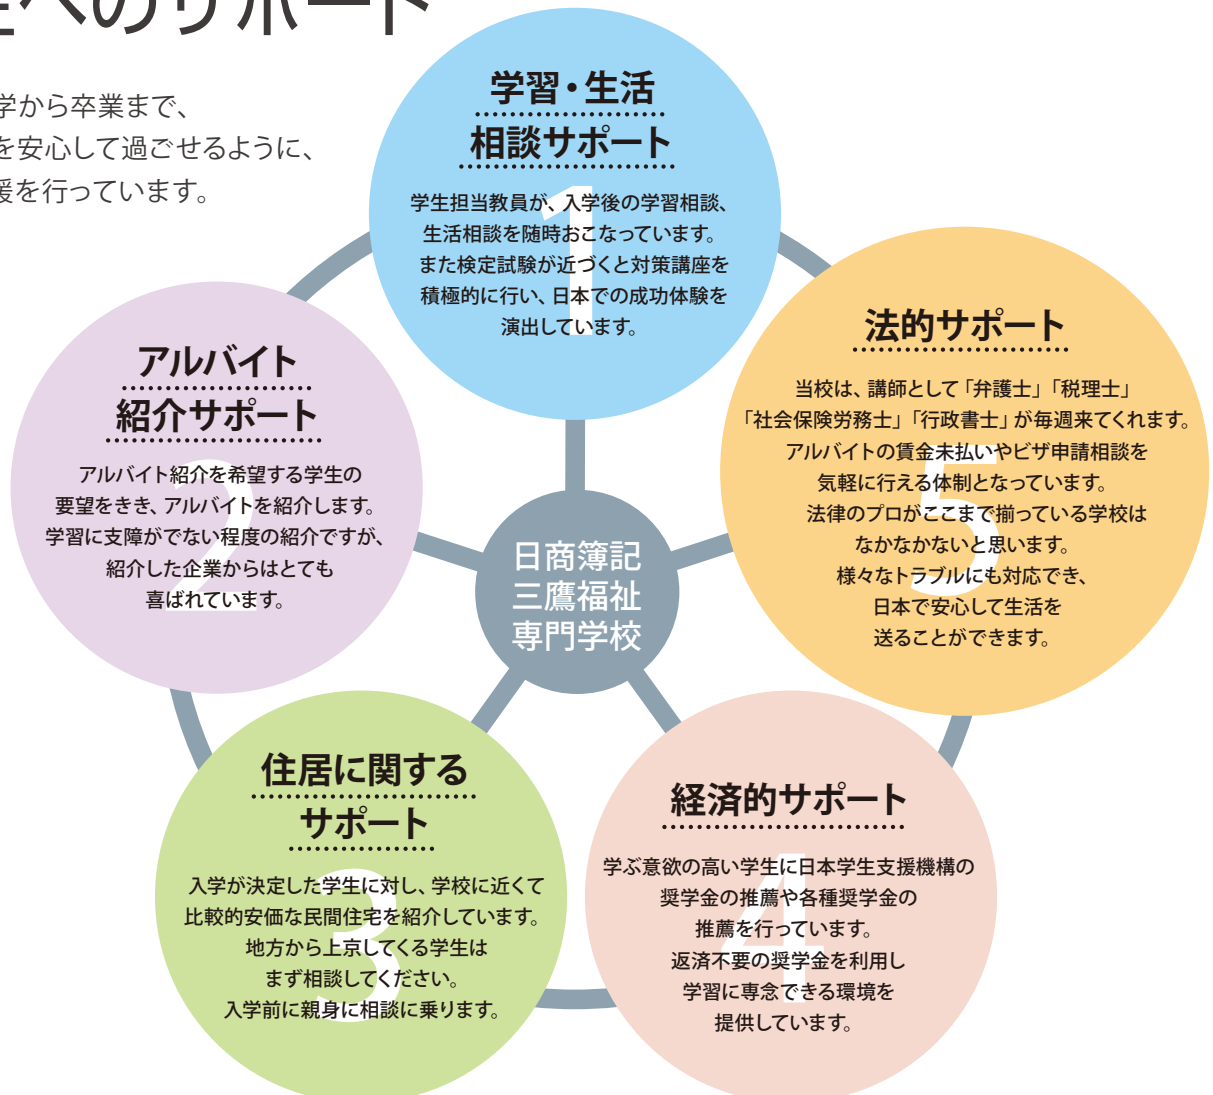 へのサポート
学から卒業まで、
を安心して過ごせるように、
援を行っています。
1
学習・生活
相談サポート
学生担当教員が、入学後の学習相談、
生活相談を随時おこなっています。
また検定試験が近づくと対策講座を
積極的に行い、日本での成功体験を
演出しています。
2
アルバイト
紹介サポート
アルバイト紹介を希望する学生の
要望をきき、アルバイトを紹介します。
学習に支障がでない程度の紹介ですが、
紹介した企業からはとても
喜ばれています。
3
住居に関する
サポート
入学が決定した学生に対し、学校に近くて
比較的安価な民間住宅を紹介しています。
地方から上京してくる学生は
まず相談してください。
入学前に親身に相談に乗ります。
4
経済的サポート
学ぶ意欲の高い学生に日本学生支援機構の
奨学金の推薦や各種奨学金の
推薦を行っています。
返済不要の奨学金を利用し
学習に専念できる環境を
提供しています。
5
法的サポート
当校は、講師として「弁護士」「税理士」
「社会保険労務士」「行政書士」が毎週来てくれます。
アルバイトの賃金未払いやビザ申請相談を
気軽に行える体制となっています。
法律のプロがここまで揃っている学校は
なかなかないと思います。
様々なトラブルにも対応でき、
日本で安心して生活を
送ることができます。
日商簿記
三鷹福祉
専門学校